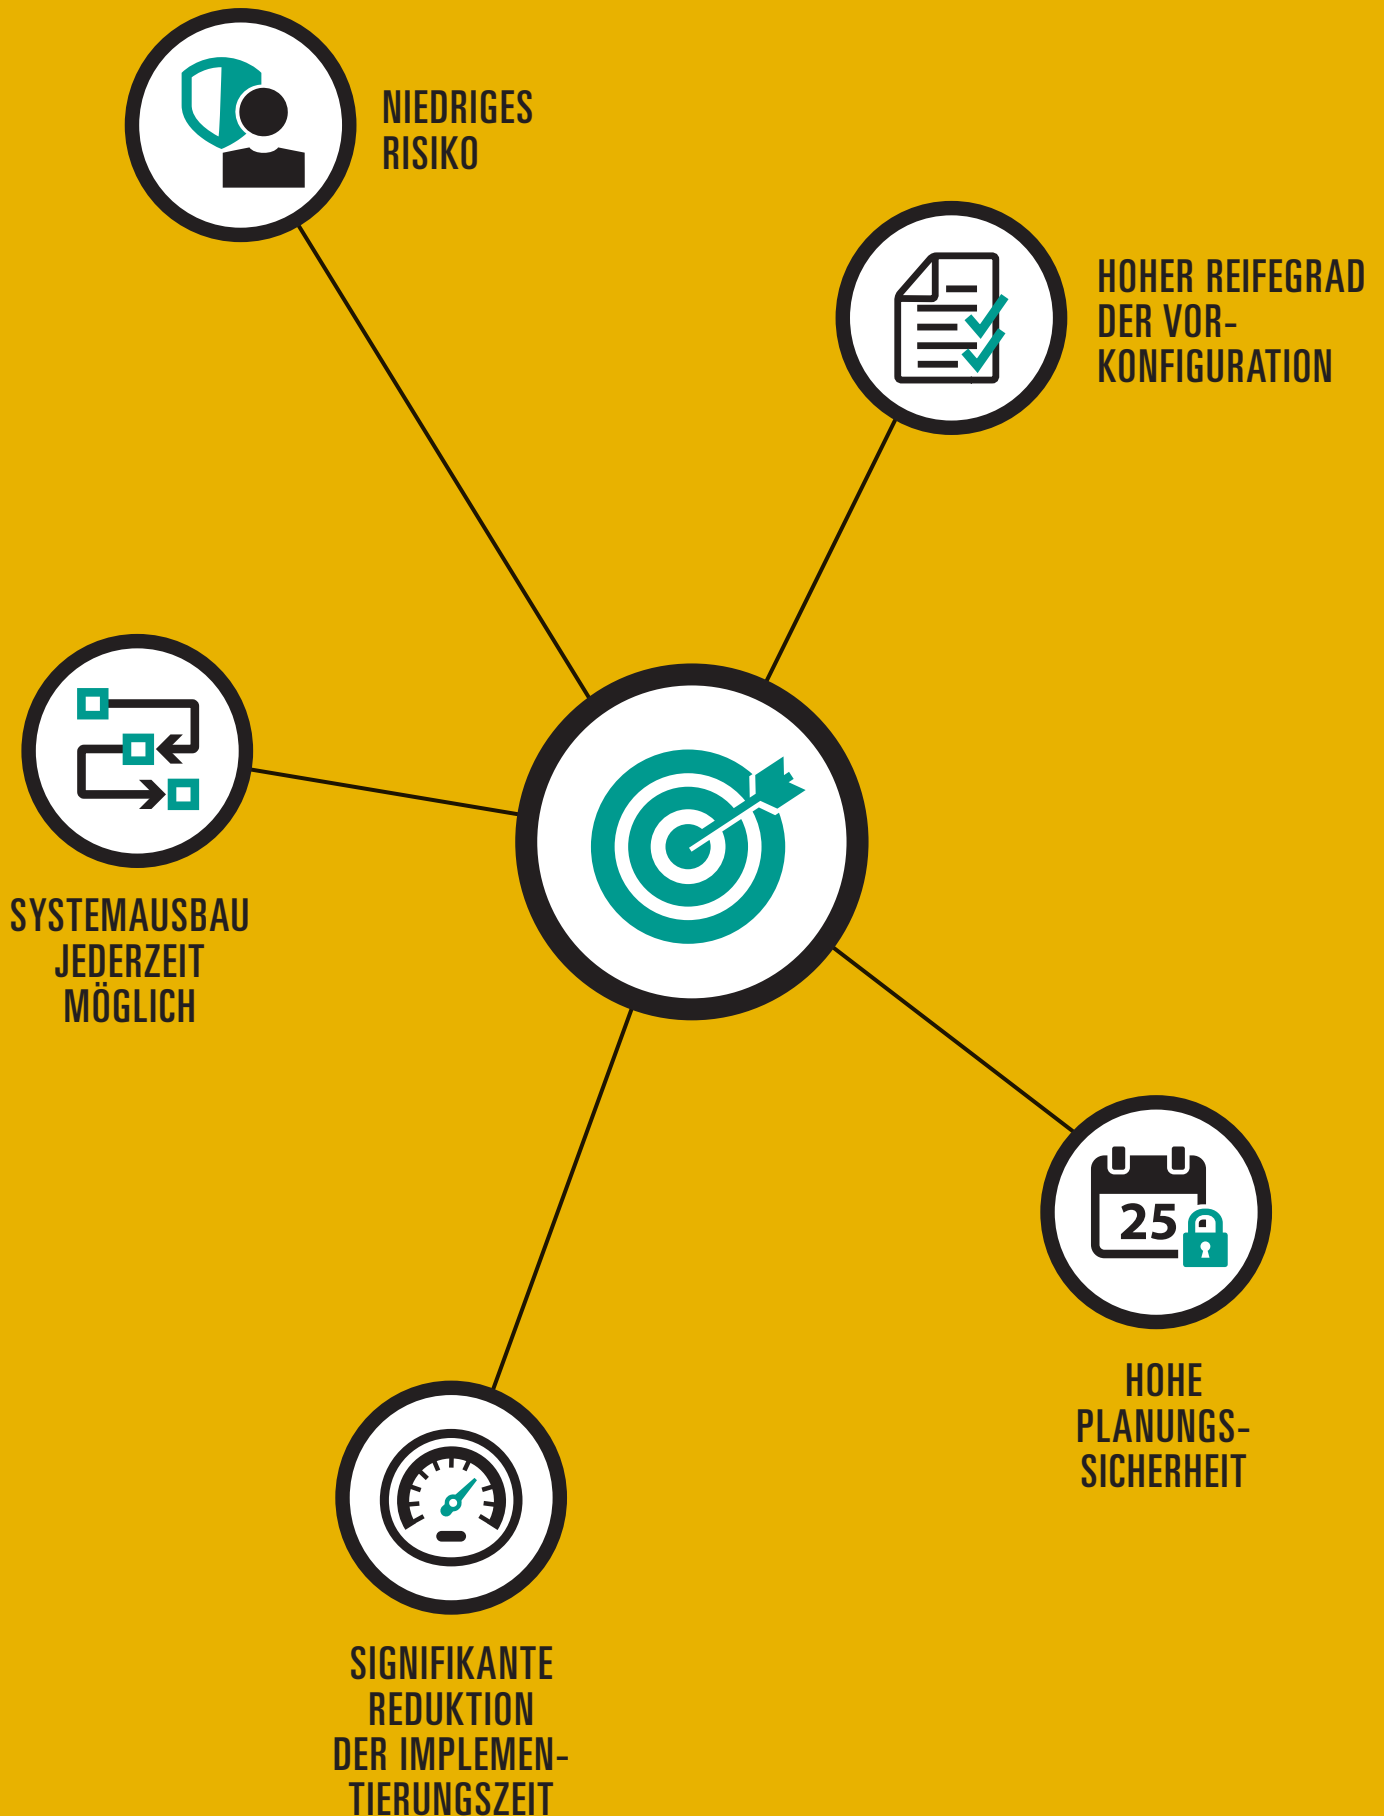 NIEDRIGES
RISIKO
HOHER REIFEGRAD
DER VOR-
KONFIGURATION
SYSTEMAUSBAU
JEDERZEIT
MÖGLICH
25
HOHE
PLANUNGS-
SICHERHEIT
SIGNIFIKANTE
REDUKTION
DER IMPLEMEN-
TIERUNGSZEIT